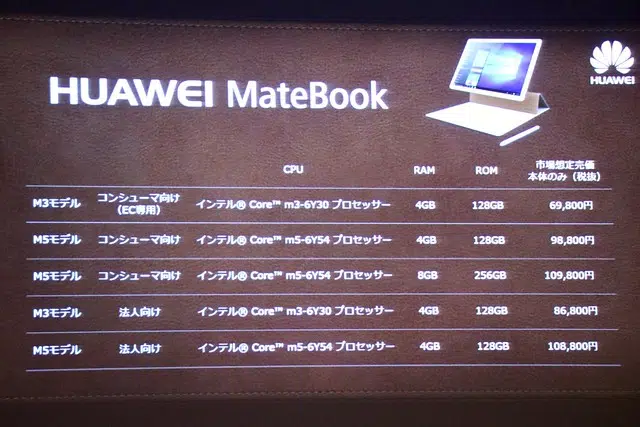 HUAWEI MateBook
HUAWEI
CPU RAM ROM 市場想定売価
本体のみ（税抜）
M3モデル コンシューマ向け
（EC専用） インテル® Core™ m3-6Y30 プロセッサー 4GB 128GB 69,800円
M5モデル コンシューマ向け インテル® Core™ m5-6Y54 プロセッサー 4GB 128GB 98,800円
M5モデル コンシューマ向け インテル® Core™ m5-6Y54 プロセッサー 8GB 256GB 109,800円
M3モデル 法人向け インテル® Core™ m3-6Y30 プロセッサー 4GB 128GB 86,800円
M5モデル 法人向け インテル® Core™ m5-6Y54 プロセッサー 4GB 128GB 108,800円